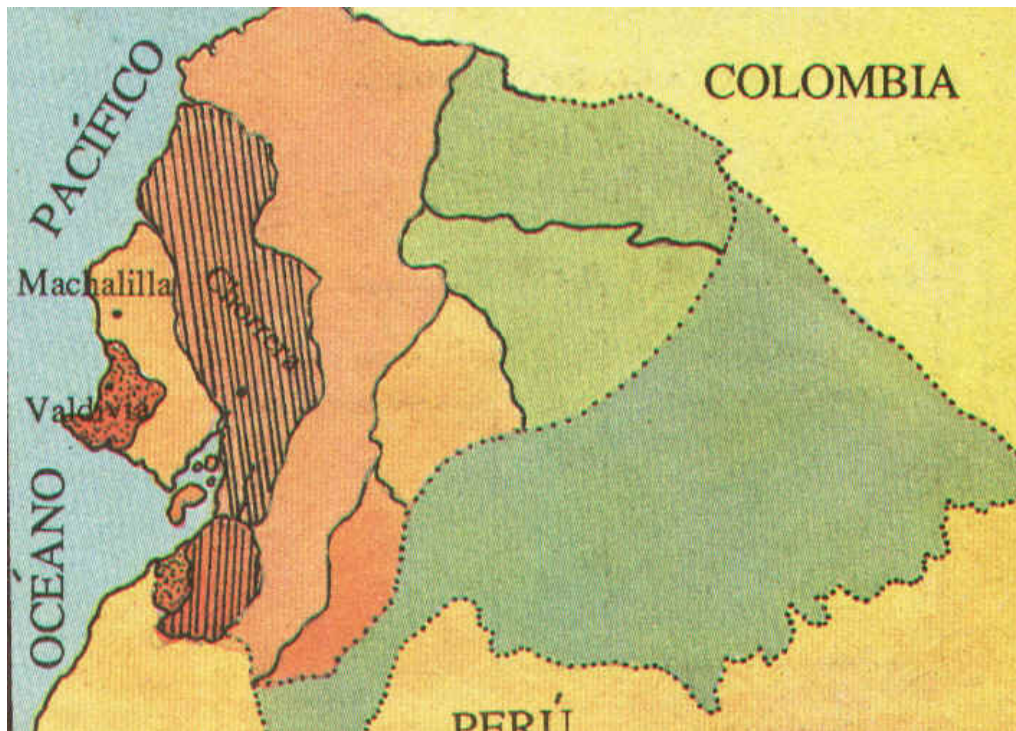 PACÍFICO
COLOMBIA
Machalilla
Chorrera
Valdivia
OCÉANO
PERÚ